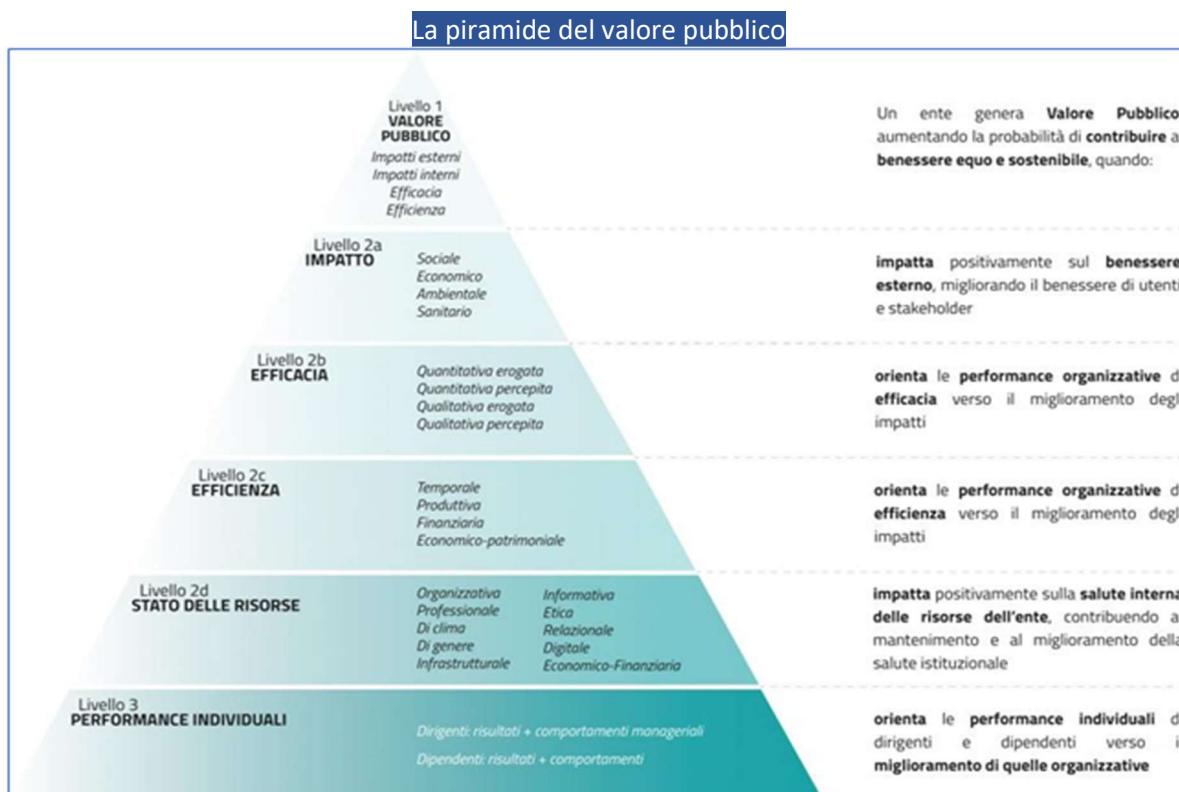 La piramide del valore pubblico
Livello 1
VALORE
PUBBLICO
Impatti esterni
Impatti interni
Efficacia
Efficienza
Un ente genera Valore Pubblico
aumentando la probabilità di contribuire a
benessere equo e sostenibile, quando:
Livello 2a
IMPATTO
Sociale
Economico
Ambientale
Sanitario
impatta positivamente sul benessere
esterno, migliorando il benessere di utenti
e stakeholder
Livello 2b
EFFICACIA
Quantitativa erogata
Quantitativa percepita
Qualitativa erogata
Qualitativa percepita
orienta le performance organizzative d
efficacia verso il miglioramento degl
impatti
Livello 2c
EFFICIENZA
Temporale
Produttiva
Finanziaria
Economico-patrimoniale
orienta le performance organizzative d
efficienza verso il miglioramento degl
impatti
Livello 2d
STATO DELLE RISORSE
Organizzativa
Professionale
Di clima
Di genere
Infrastrutturale
Informativa
Etica
Relazionale
Digitale
Economico-Finanziaria
impatta positivamente sulla salute interna
delle risorse dell'ente, contribuendo a
mantenimento e al miglioramento della
salute istituzionale
Livello 3
PERFORMANCE INDIVIDUALI
Dirigenti: risultati + comportamenti manageriali
Dipendenti: risultati + comportamenti
orienta le performance individuali d
dirigenti e dipendenti verso i
miglioramento di quelle organizzative